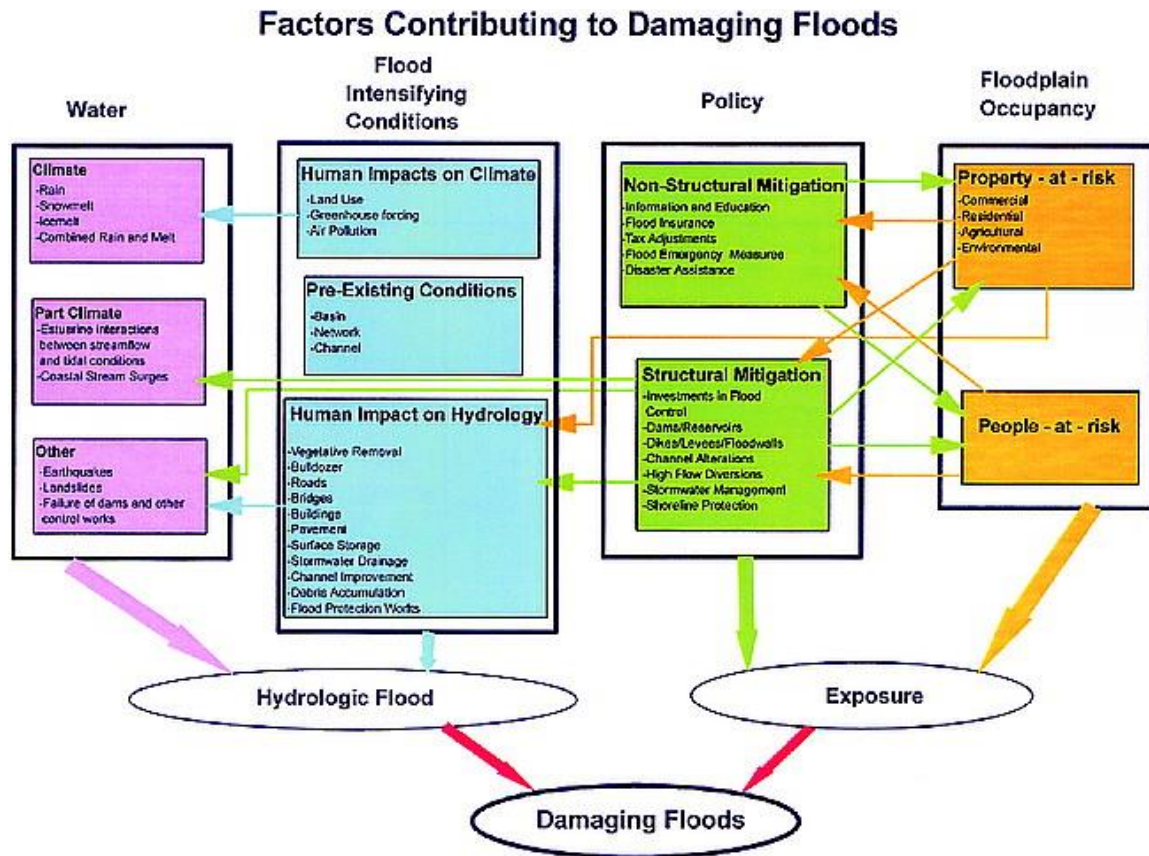 Factors Contributing to Damaging Floods
Water
Climate
-Rain
-Snowmelt
-Icemelt
-Combined Rain and Melt
Part Climate
-Estuarine interactions
between streamflow
and tidal conditions
-Coastal Stream Surges
Other
-Earthquakes
-Landslides
-Failure of dams and other
control works
Flood
Intensifying
Conditions
Human Impacts on Climate
-Land Use
-Greenhouse forcing
-Air Pollution
Pre-Existing Conditions
-Basin
-Network
-Channel
Human Impact on Hydrology
-Vegetative Removal
-Bulldozer
-Roads
-Bridges
-Buildings
-Pavement
-Surface Storage
-Stormwater Drainage
-Channel Improvement
-Debris Accumulation
-Flood Protection Works
Policy
Non-Structural Mitigation
-Information and Education
-Flood Insurance
-Tax Adjustments
-Flood Emergency Measures
-Disaster Assistance
Structural Mitigation
-Investments in Flood
Control
-Dams/Reservoirs
-Dikes/Levees/Floodwalls
-Channel Alterations
-High Flow Diversions
-Stormwater Management
-Shoreline Protection
Floodplain
Occupancy
Property - at - risk
-Commercial
-Residential
-Agricultural
-Environmental
People - at - risk
Hydrologic Flood
Exposure
Damaging Floods